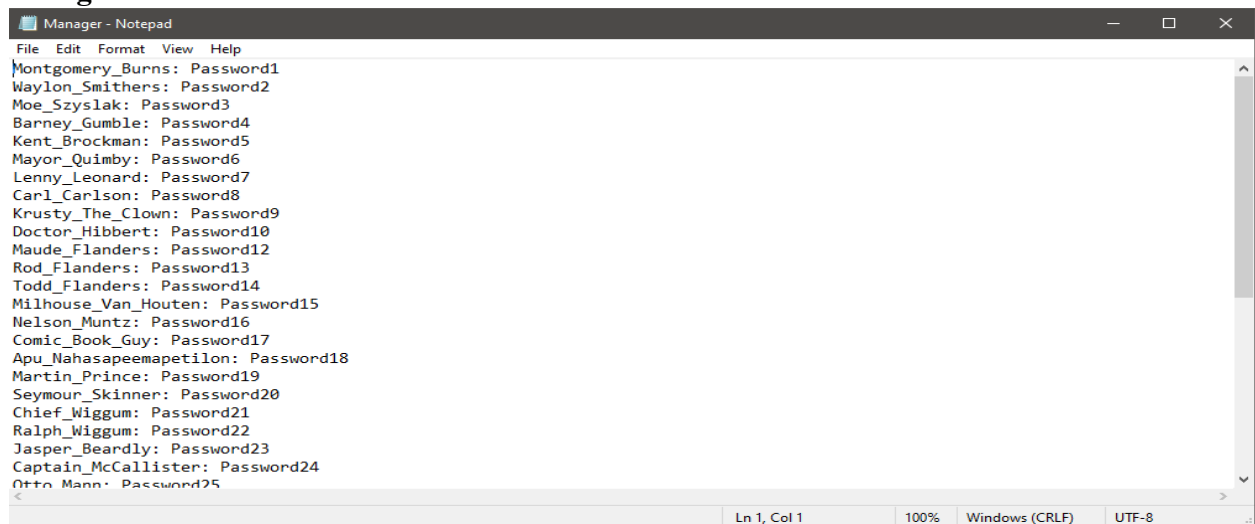 Manager - Notepad
File Edit Format View Help
Montgomery_Burns: Password1
Waylon_Smithers: Password2
Moe_Szyslak: Password3
Barney_Gumble: Password4
Kent_Brockman: Password5
Mayor_Quimby: Password6
Lenny_Leonard: Password7
Carl_Carlson: Password8
Krusty_The_Clown: Password9
Doctor_Hibbert: Password10
Maude_Flanders: Password12
Rod_Flanders: Password13
Todd_Flanders: Password14
Milhouse_Van_Houten: Password15
Nelson_Muntz: Password16
Comic_Book_Guy: Password17
Apu_Nahasapeemapetilon: Password18
Martin_Prince: Password19
Seymour_Skinner: Password20
Chief_Wiggum: Password21
Ralph_Wiggum: Password22
Jasper_Beardly: Password23
Captain_McCallister: Password24
Otto_Mann: Password25
Ln 1, Col 1 100% Windows (CRLF) UTF-8